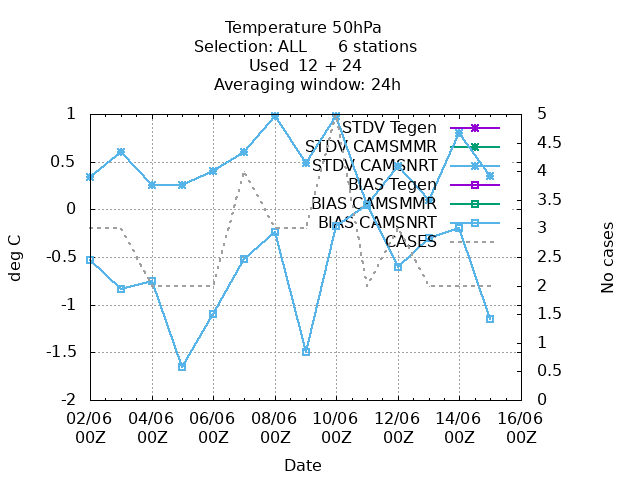 Temperature 50hPa
Selection: ALL      6 stations
Used  12 + 24
Averaging window: 24h
STDV Tegen
STDV CAMSMMR
STDV CAMSNRT
BIAS Tegen
BIAS CAMSMMR
BIAS CAMSNRT
CASES
1
0.5
0
-0.5
-1
-1.5
-2
deg C
5
4.5
4
3.5
3
2.5
2
1.5
1
0.5
0
No cases
02/06 04/06 06/06 08/06 10/06 12/06 14/06 16/06
00Z 00Z 00Z 00Z 00Z 00Z 00Z 00Z
Date